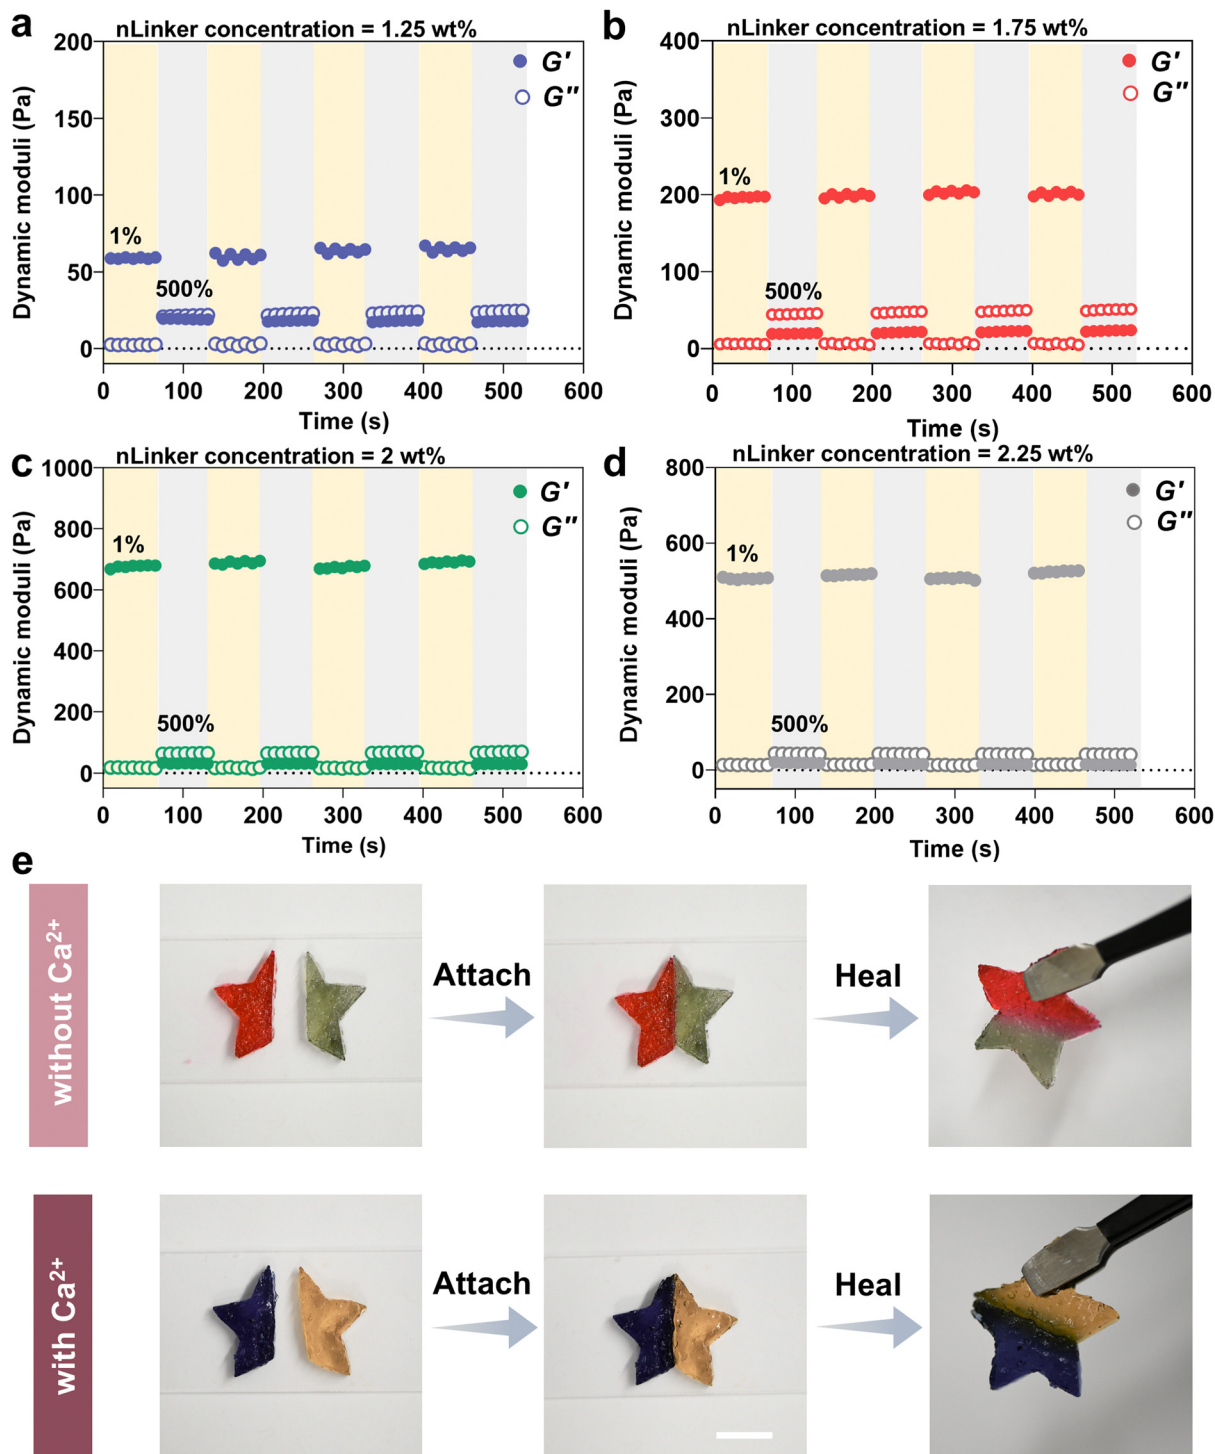 a
nLinker concentration = 1.25 wt%
200
150
100
50
0
Dynamic moduli (Pa)
G'
G"
1%
500%
0 100 200 300 400 500 600
Time (s)
b
nLinker concentration = 1.75 wt%
400
300
200
100
0
Dynamic moduli (Pa)
G'
G"
1%
500%
0 100 200 300 400 500 600
Time (s)
c
nLinker concentration = 2 wt%
1000
800
600
400
200
0
Dynamic moduli (Pa)
G'
G"
1%
500%
0 100 200 300 400 500 600
Time (s)
d
nLinker concentration = 2.25 wt%
800
600
400
200
0
Dynamic moduli (Pa)
G'
G"
1%
500%
0 100 200 300 400 500 600
Time (s)
e
without Ca²⁺
Attach
Heal
with Ca²⁺
Attach
Heal